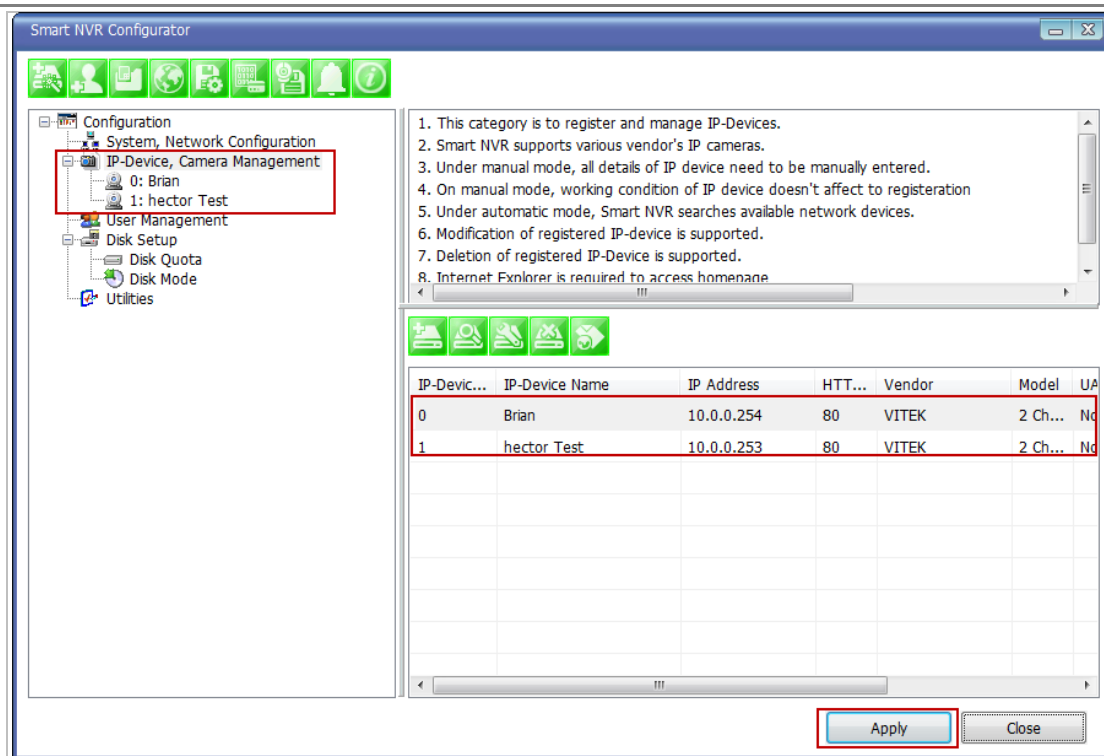 Smart NVR Configurator
Configuration
System, Network Configuration
IP-Device, Camera Management
0: Brian
1: hector Test
User Management
Disk Setup
Disk Quota
Disk Mode
Utilities
1. This category is to register and manage IP-Devices.
2. Smart NVR supports various vendor's IP cameras.
3. Under manual mode, all details of IP device need to be manually entered.
4. On manual mode, working condition of IP device doesn't affect to registeration
5. Under automatic mode, Smart NVR searches available network devices.
6. Modification of registered IP-device is supported.
7. Deletion of registered IP-Device is supported.
8. Internet Explorer is required to access homepage
IP-Devic... IP-Device Name IP Address HTT... Vendor Model UA
0 Brian 10.0.0.254 80 VITEK 2 Ch... No
1 hector Test 10.0.0.253 80 VITEK 2 Ch... No
Apply Close